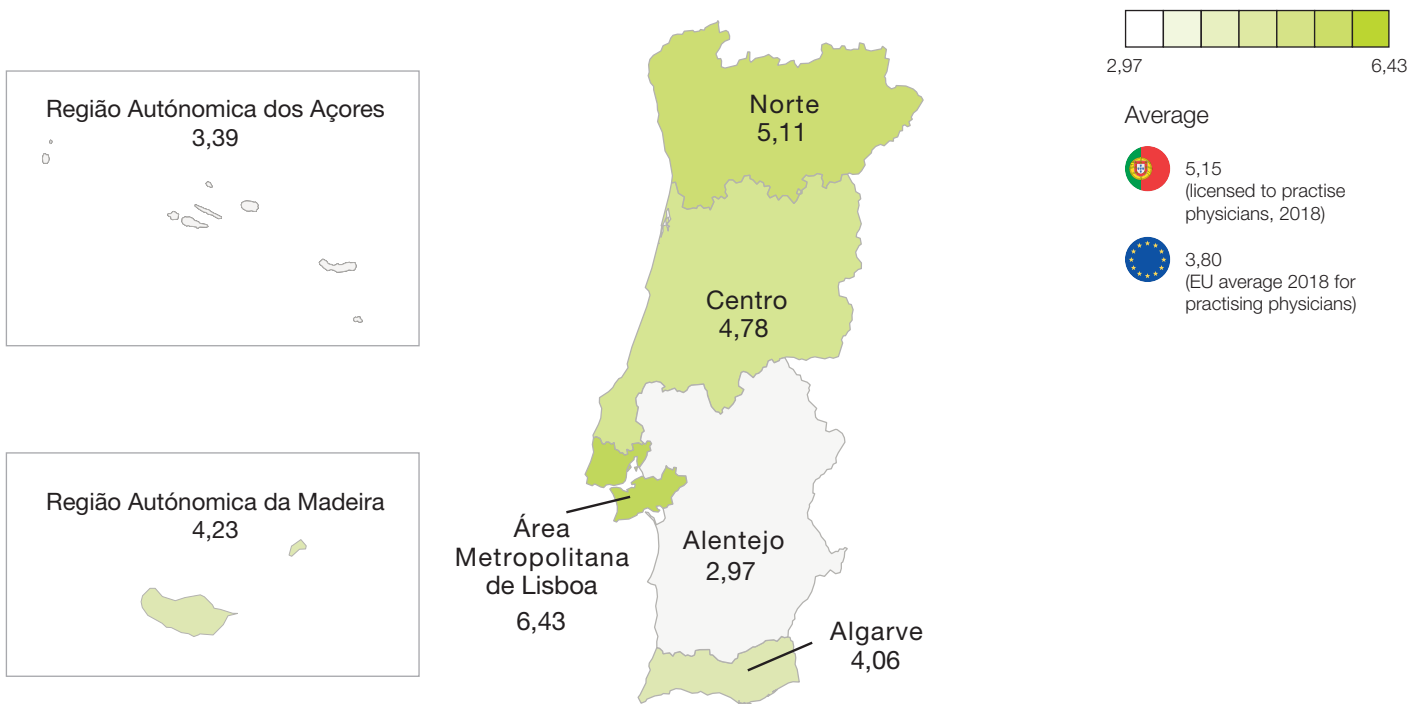 Região Autónomica dos Açores
3,39
Região Autónomica da Madeira
4,23
Norte
5,11
Centro
4,78
Área
Metropolitana
de Lisboa
6,43
Alentejo
2,97
Algarve
4,06
2,97
6,43
Average
5,15
(licensed to practise
physicians, 2018)
3,80
(EU average 2018 for
practising physicians)